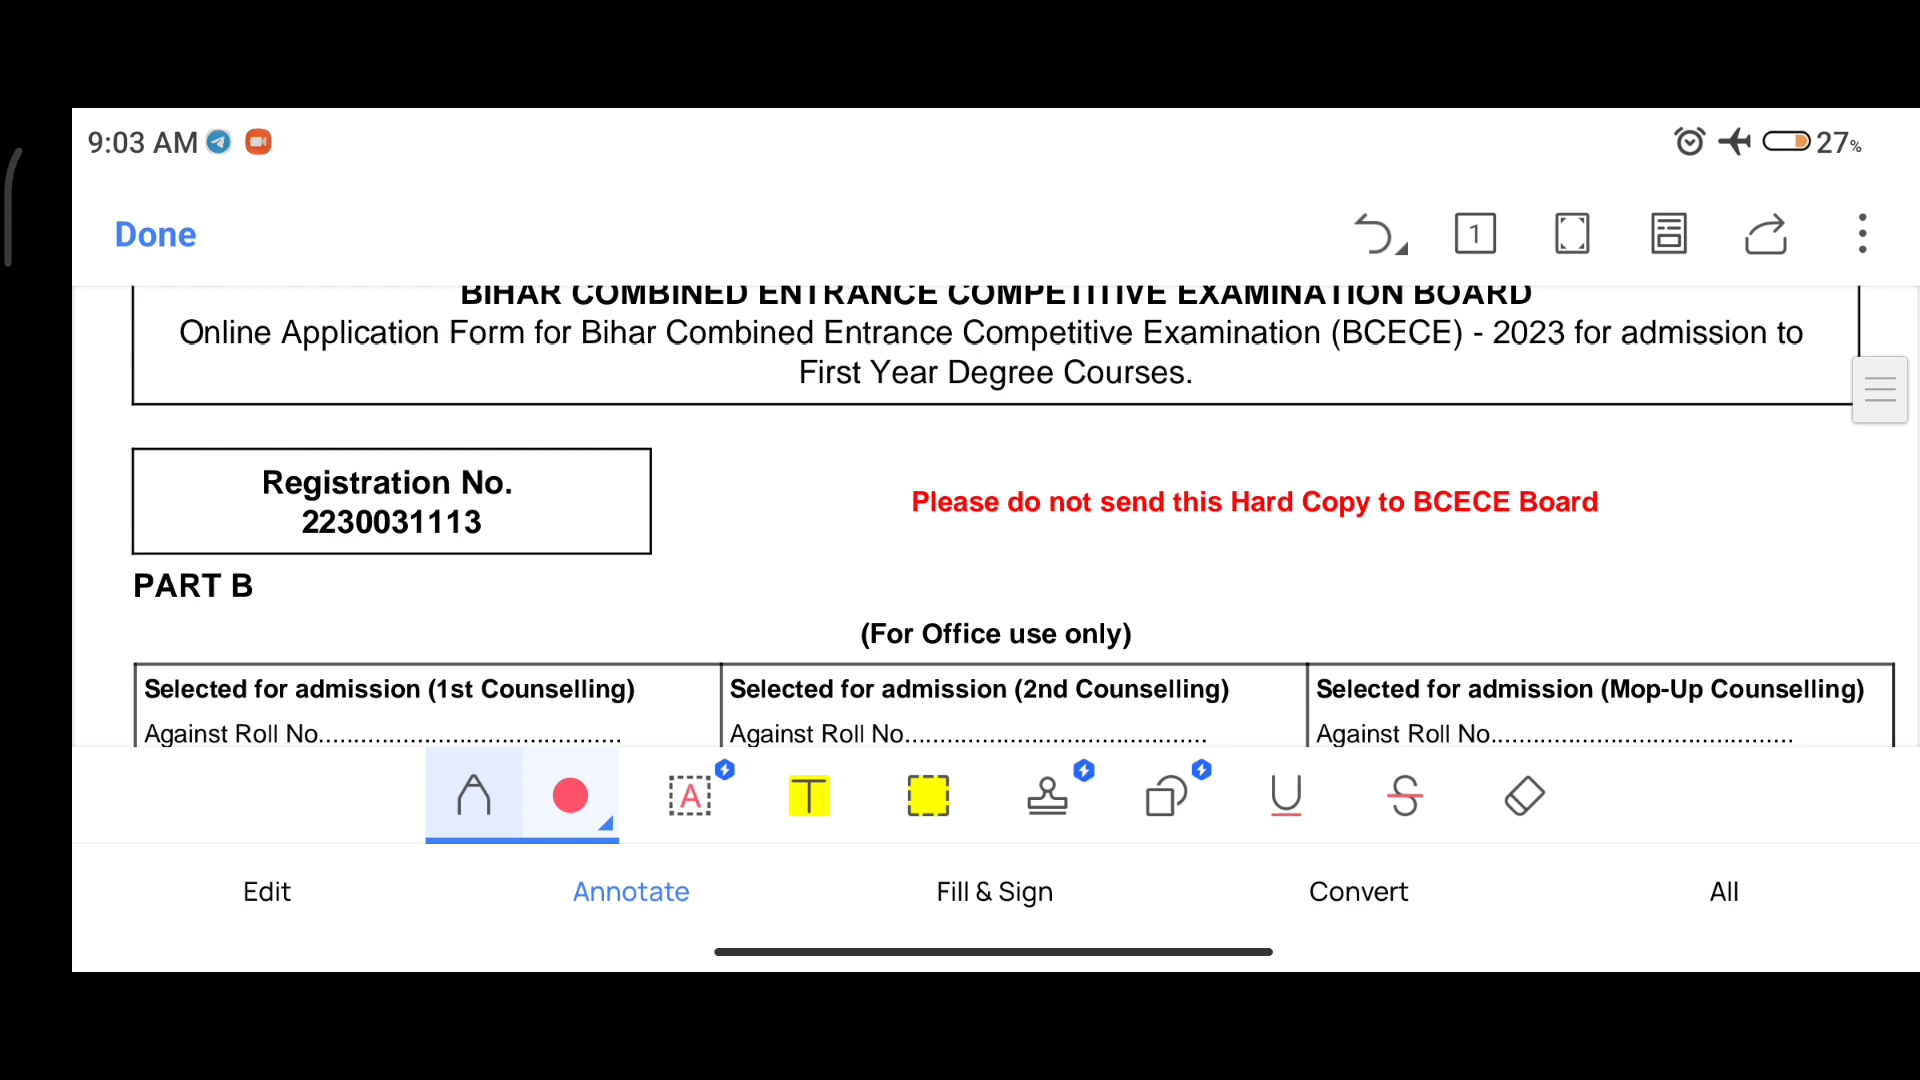 9:03 AM
27%
Done
1
BIHAR COMBINED ENTRANCE COMPETITIVE EXAMINATION BOARD
Online Application Form for Bihar Combined Entrance Competitive Examination (BCECE) - 2023 for admission to
First Year Degree Courses.
Registration No.
2230031113
Please do not send this Hard Copy to BCECE Board
PART B
(For Office use only)
Selected for admission (1st Counselling)
Against Roll No...........................................
Selected for admission (2nd Counselling)
Against Roll No...........................................
Selected for admission (Mop-Up Counselling)
Against Roll No...........................................
A
T
U
S
Edit
Annotate
Fill & Sign
Convert
All